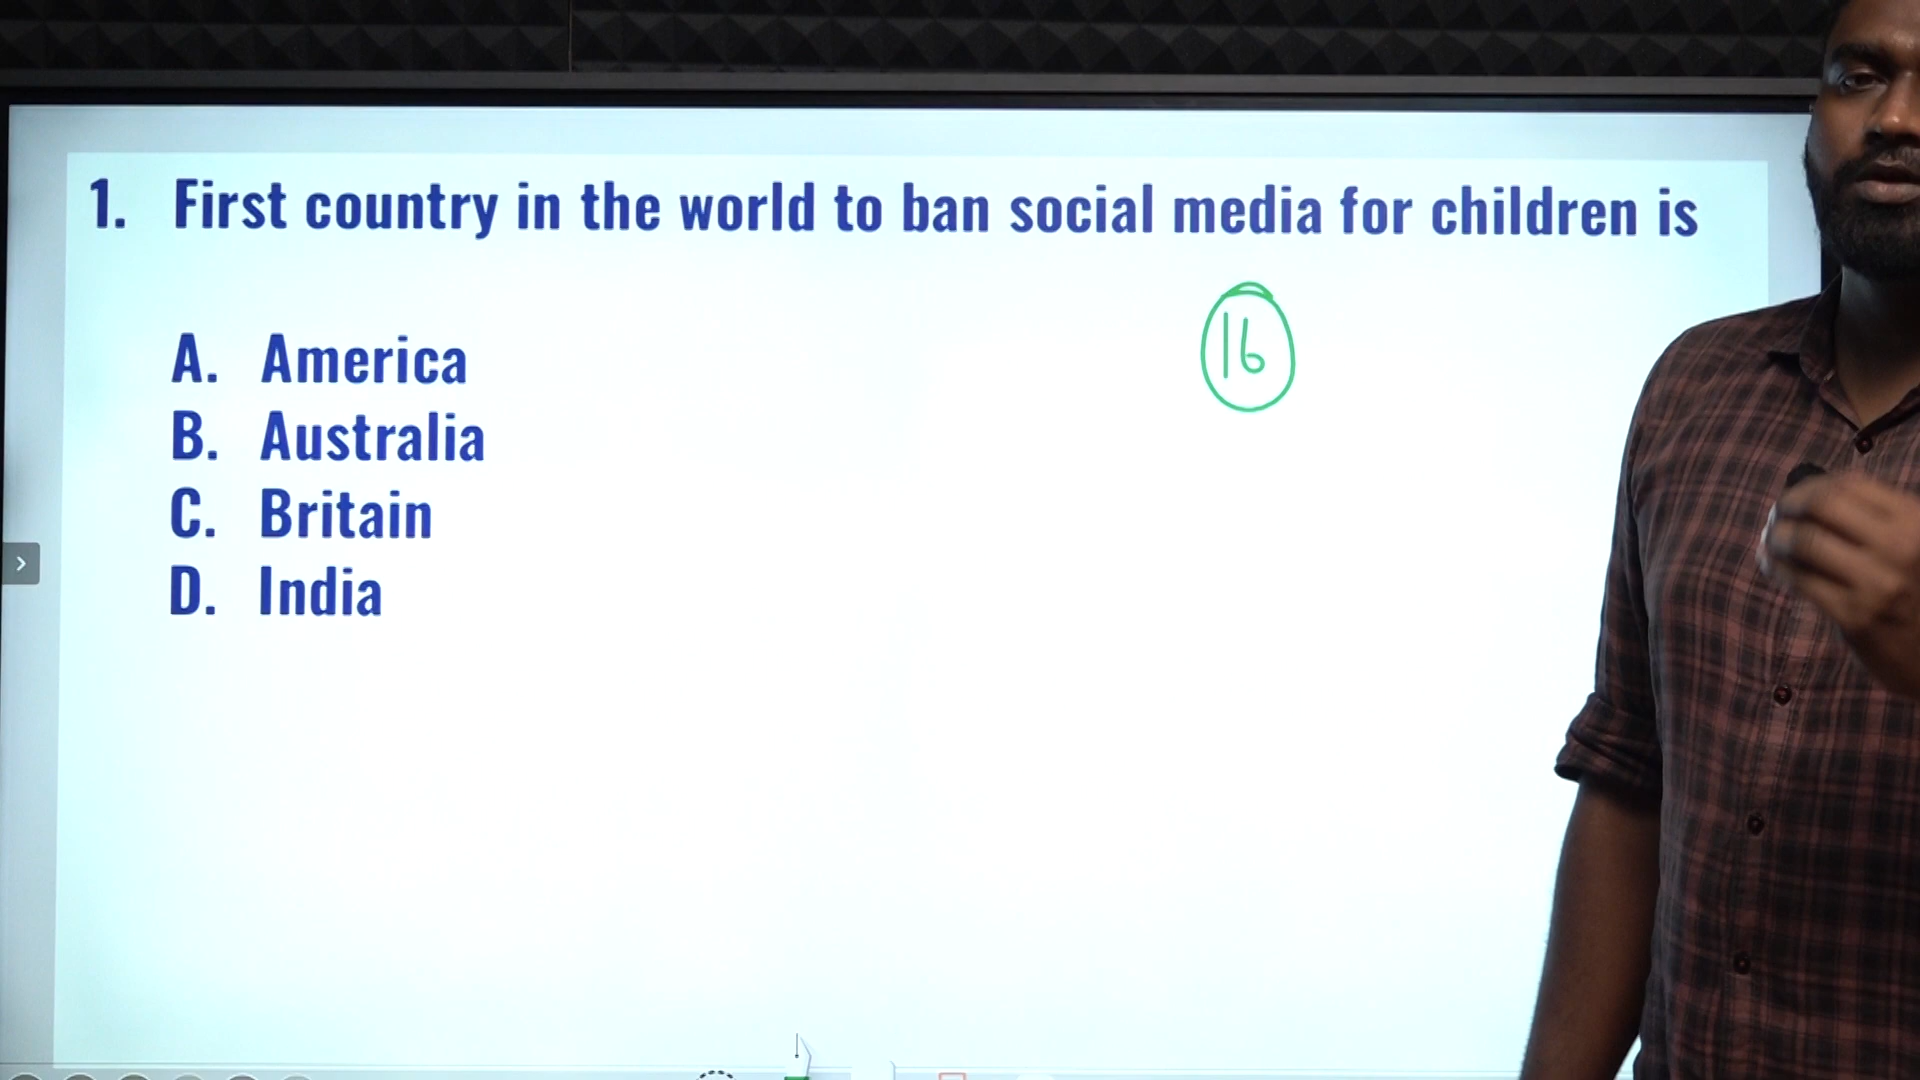 1. First country in the world to ban social media for children is
16
A. America
B. Australia
C. Britain
D. India